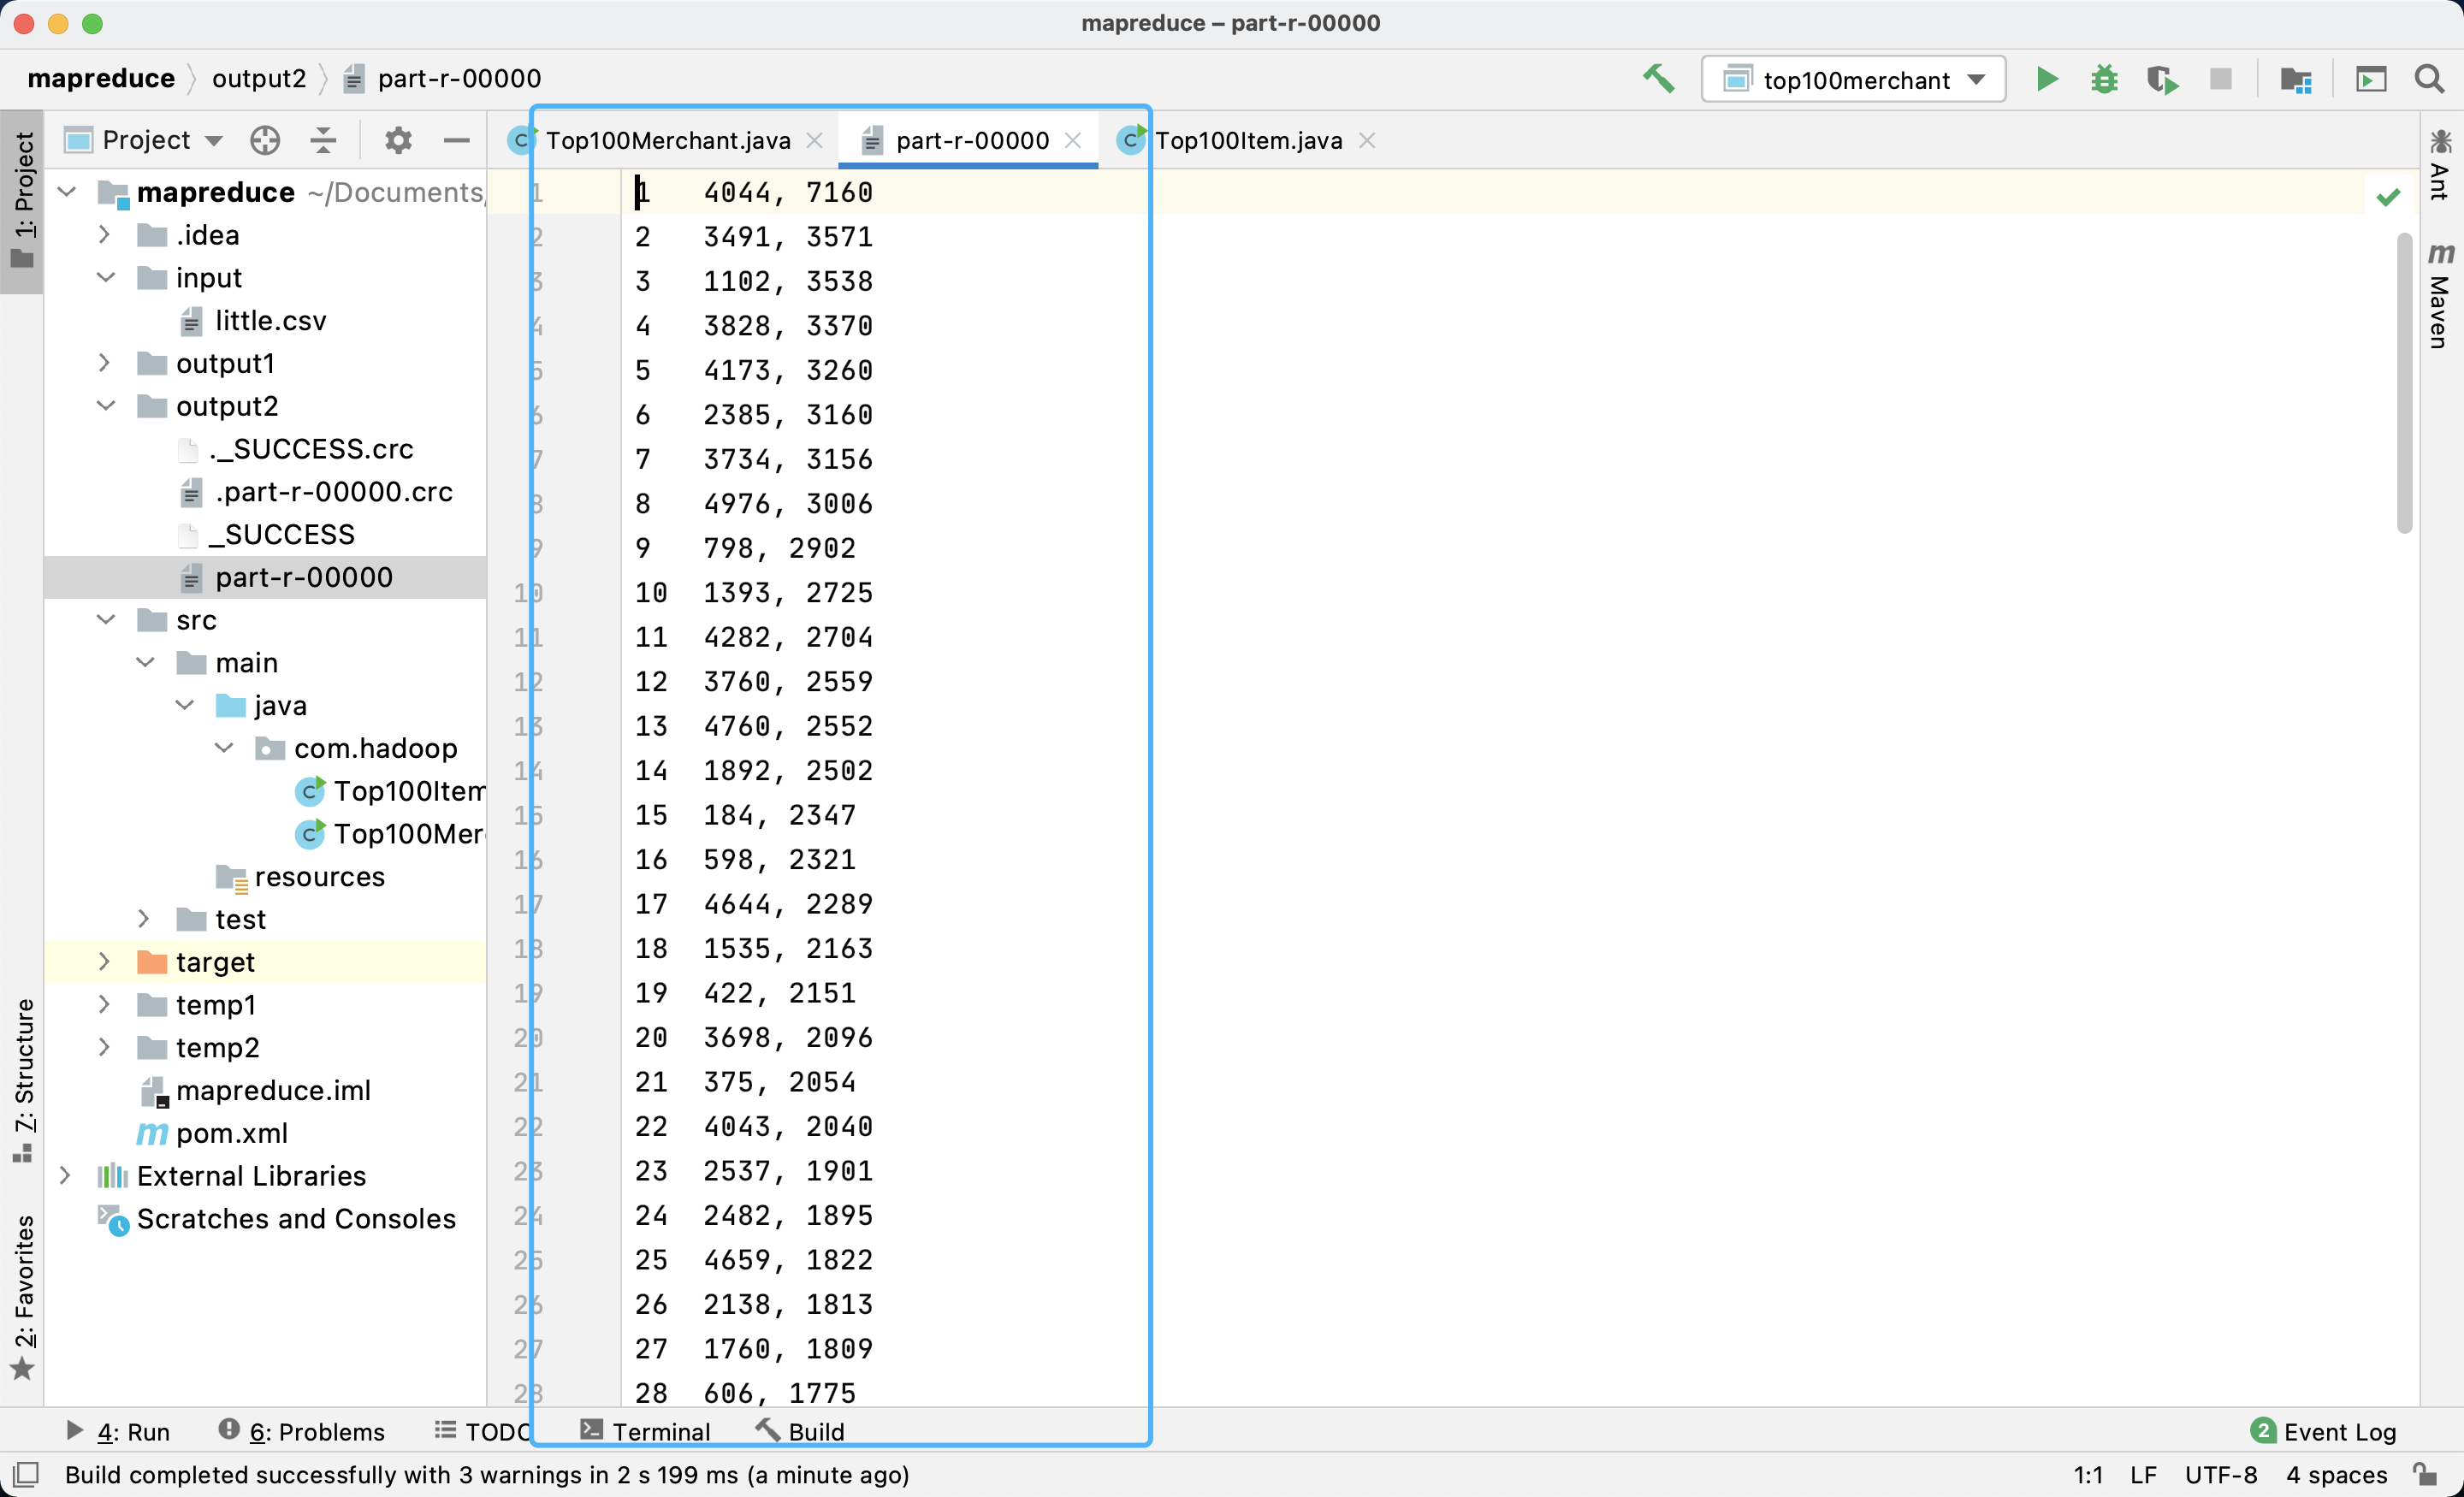 mapreduce – part-r-00000
mapreduce output2 part-r-00000
top100merchant
1: Project
Project
Top100Merchant.java
part-r-00000
Top100Item.java
Ant
Maven
mapreduce ~/Documents/
.idea
input
little.csv
output1
output2
._SUCCESS.crc
.part-r-00000.crc
_SUCCESS
part-r-00000
src
main
java
com.hadoop
Top100Item
Top100Mer
resources
test
target
temp1
temp2
mapreduce.iml
pom.xml
External Libraries
Scratches and Consoles
7: Structure
2: Favorites
1 1 4044, 7160
2 2 3491, 3571
3 3 1102, 3538
4 4 3828, 3370
5 5 4173, 3260
6 6 2385, 3160
7 7 3734, 3156
8 8 4976, 3006
9 9 798, 2902
10 10 1393, 2725
11 11 4282, 2704
12 12 3760, 2559
13 13 4760, 2552
14 14 1892, 2502
15 15 184, 2347
16 16 598, 2321
17 17 4644, 2289
18 18 1535, 2163
19 19 422, 2151
20 20 3698, 2096
21 21 375, 2054
22 22 4043, 2040
23 23 2537, 1901
24 24 2482, 1895
25 25 4659, 1822
26 26 2138, 1813
27 27 1760, 1809
28 28 606, 1775
4: Run
6: Problems
TODO
Terminal
Build
2 Event Log
Build completed successfully with 3 warnings in 2 s 199 ms (a minute ago)
1:1 LF UTF-8 4 spaces